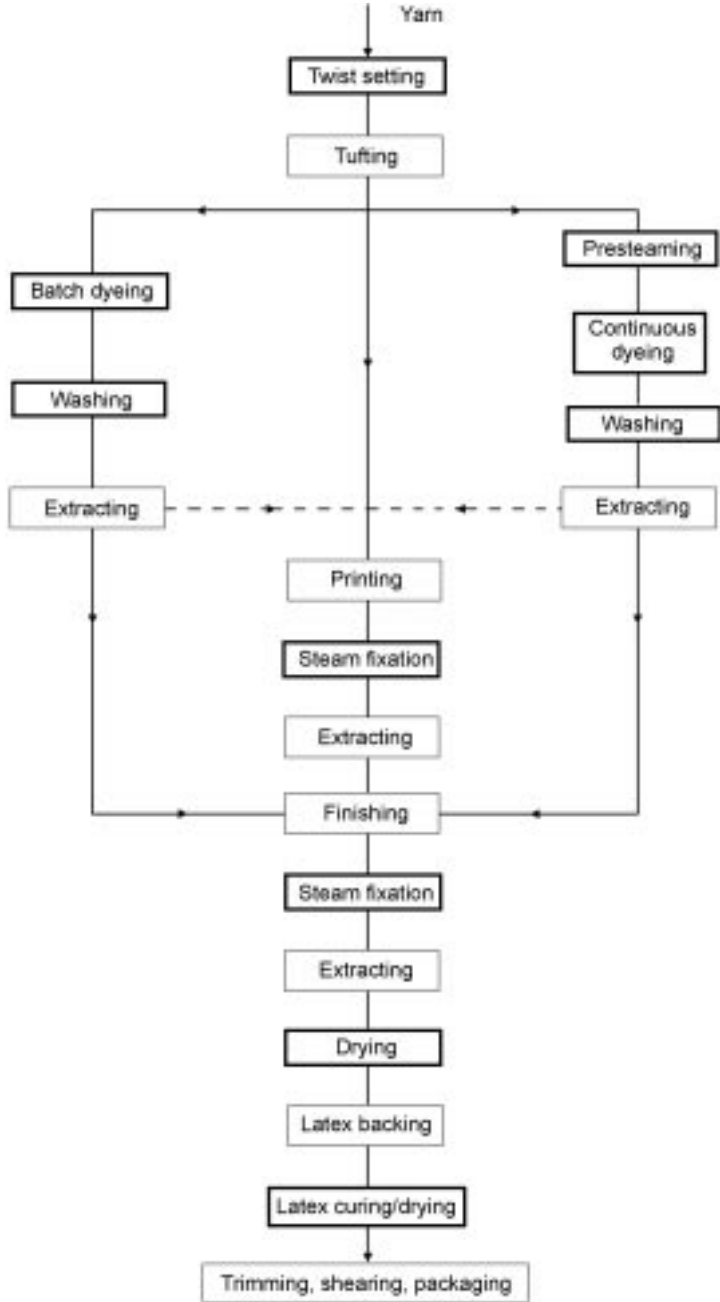 Yarn
Twist setting
Tufting
Presteaming
Batch dyeing
Continuous
dyeing
Washing
Washing
Extracting
Extracting
Printing
Steam fixation
Extracting
Finishing
Steam fixation
Extracting
Drying
Latex backing
Latex curing/drying
Trimming, shearing, packaging